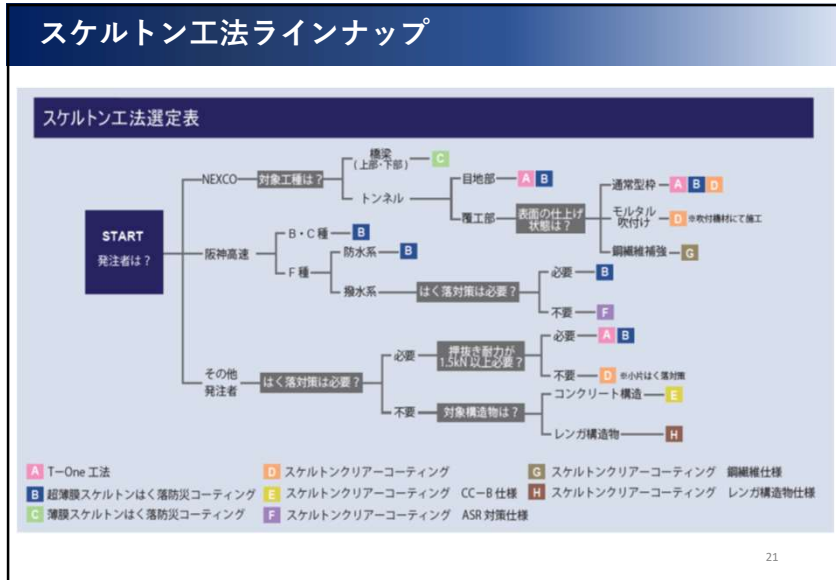 スケルトン工法ラインナップ
スケルトン工法選定表
START
発注者は?
NEXCO
対象工種は?
橋梁
(上部・下部)
C
トンネル
目地部
A B
覆工部
表面の仕上げ
状態は?
通常型枠
A B D
モルタル
吹付け
D ※吹付機材にて施工
鋼繊維補強
G
阪神高速
B・C種
B
F種
防水系
B
撥水系
はく落対策は必要?
必要
B
不要
F
その他
発注者
はく落対策は必要?
必要
押抜き耐力が
1.5kN以上必要?
必要
A B
不要
D ※小片はく落対策
不要
対象構造物は?
コンクリート構造
E
レンガ構造物
H
A T-One工法
B 超薄膜スケルトンはく落防災コーティング
C 薄膜スケルトンはく落防災コーティング
D スケルトンクリアーコーティング
E スケルトンクリアーコーティング CC-B仕様
F スケルトンクリアーコーティング ASR対策仕様
G スケルトンクリアーコーティング 鋼繊維仕様
H スケルトンクリアーコーティング レンガ構造物仕様
21